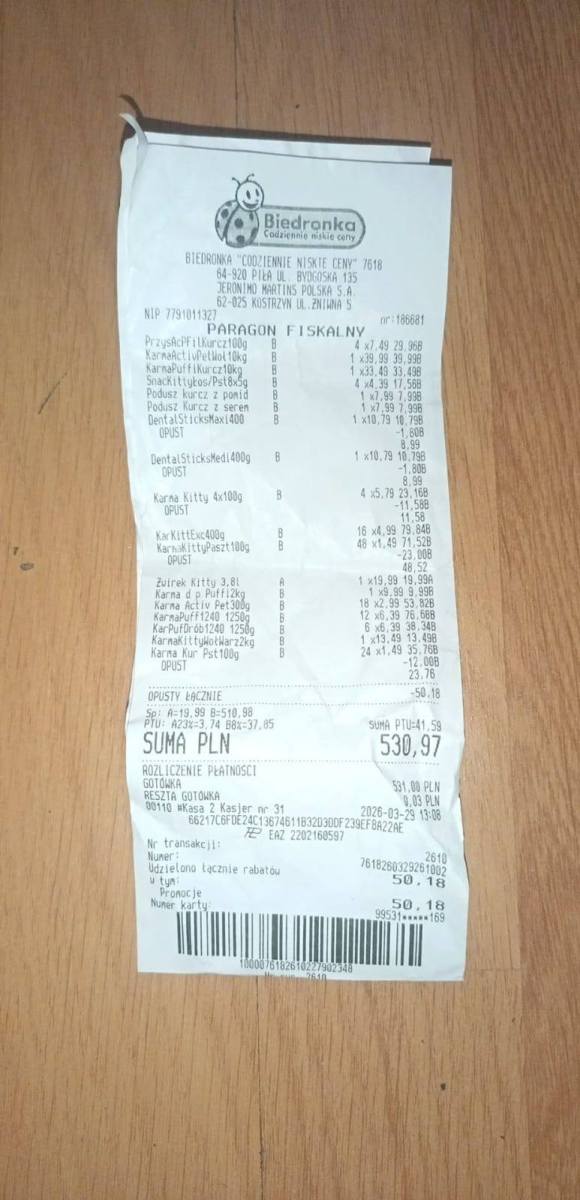 Biedronka
Codziennie niskie ceny
BIEDRONKA "CODZIENNIE NISKIE CENY" 7618
64-920 PIŁA UL. BYDGOSKA 135
JERONIMO MARTINS POLSKA S.A.
62-025 KOSTRZYN UL.ŻNIWNA 5
NIP 7791011327 nr:186681
PARAGON FISKALNY
PrzysAcPFilKurcz100g B 4 x7,49 29,96B
KarmaActivPetWoł10kg B 1 x39,99 39,99B
KarmaPuffiKurcz10kg B 1 x33,49 33,49B
SnacKittyŁos/Pst8x5g B 4 x4,39 17,56B
Podusz kurcz z pomid B 1 x7,99 7,99B
Podusz Kurcz z serem B 1 x7,99 7,99B
DentalSticksMaxi400 B 1 x10,79 10,79B
OPUST -1,80B
8,99
DentalSticksMedi400g B 1 x10,79 10,79B
OPUST -1,80B
8,99
Karma Kitty 4x100g B 4 x5,79 23,16B
OPUST -11,58B
11,58
KarKittExc400g B 16 x4,99 79,84B
KarmaKittyPaszt100g B 48 x1,49 71,52B
OPUST -23,00B
48,52
Żwirek Kitty 3,8l A 1 x19,99 19,99A
Karma d p Puffi2kg B 1 x9,99 9,99B
Karma Activ Pet300g B 18 x2,99 53,82B
KarmaPuff1240 1250g B 12 x6,39 76,68B
KarPufDrób1240 1250g B 6 x6,39 38,34B
KarmaKittyWołWarz2kg B 1 x13,49 13,49B
Karma Kur Pst100g B 24 x1,49 35,76B
OPUST -12,00B
23,76
OPUSTY ŁĄCZNIE -50,18
Sp: A=19,99 B=510,98
PTU: A23%=3,74 B8%=37,85 SUMA PTU=41,59
SUMA PLN 530,97
ROZLICZENIE PŁATNOŚCI
GOTÓWKA 531,00 PLN
RESZTA GOTÓWKA 0,03 PLN
00110 #Kasa 2 Kasjer nr 31 2026-03-29 13:08
66217C6FDE24C13674611B32D3DDF239EF8A22AE
EAZ 2202160597
Nr transakcji: 2610
Numer: 7618260329261002
Udzielono łącznie rabatów 50,18
w tym:
Promocje 50,18
Numer karty: 99531*****169
1000076182610227902348
2610